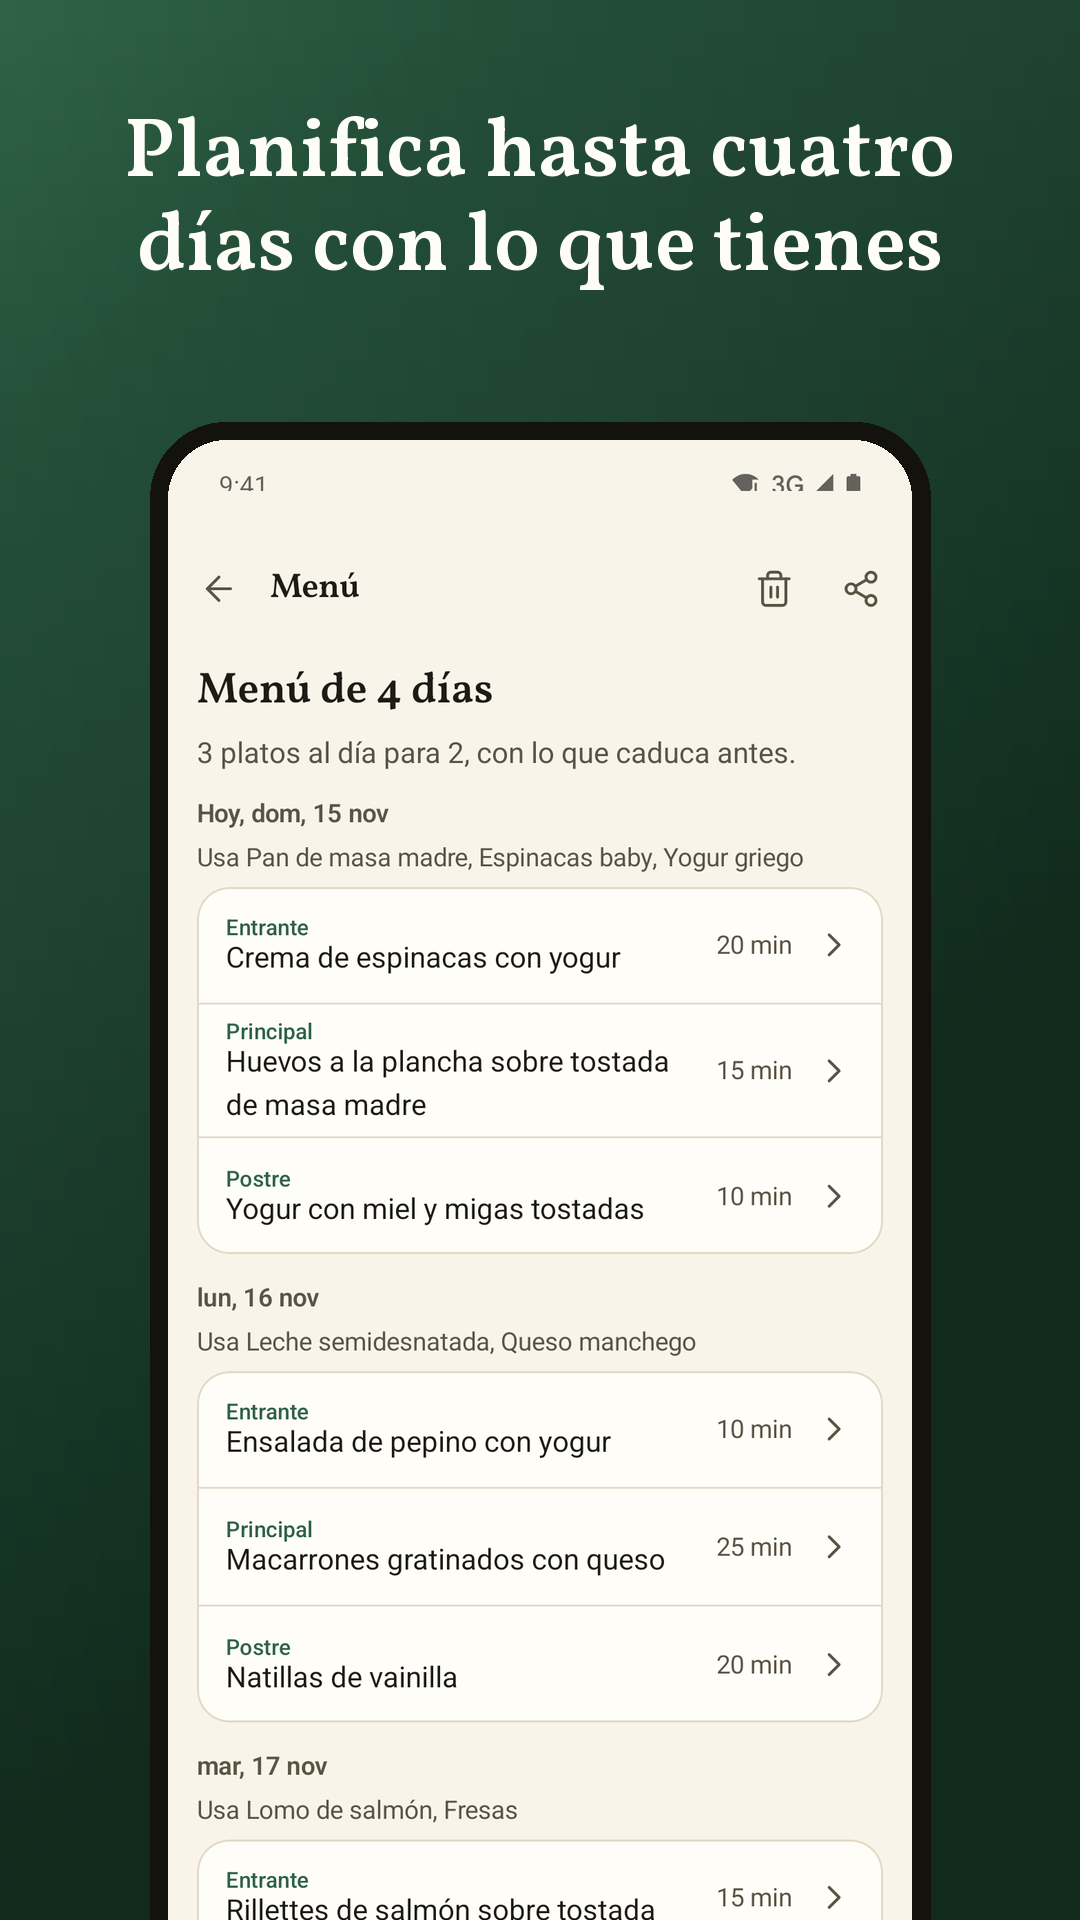 Planifica hasta cuatro
días con lo que tienes
9:41
3G
Menú
Menú de 4 días
3 platos al día para 2, con lo que caduca antes.
Hoy, dom, 15 nov
Usa Pan de masa madre, Espinacas baby, Yogur griego
Entrante
Crema de espinacas con yogur
20 min
Principal
Huevos a la plancha sobre tostada
de masa madre
15 min
Postre
Yogur con miel y migas tostadas
10 min
lun, 16 nov
Usa Leche semidesnatada, Queso manchego
Entrante
Ensalada de pepino con yogur
10 min
Principal
Macarrones gratinados con queso
25 min
Postre
Natillas de vainilla
20 min
mar, 17 nov
Usa Lomo de salmón, Fresas
Entrante
Rillettes de salmón sobre tostada
15 min